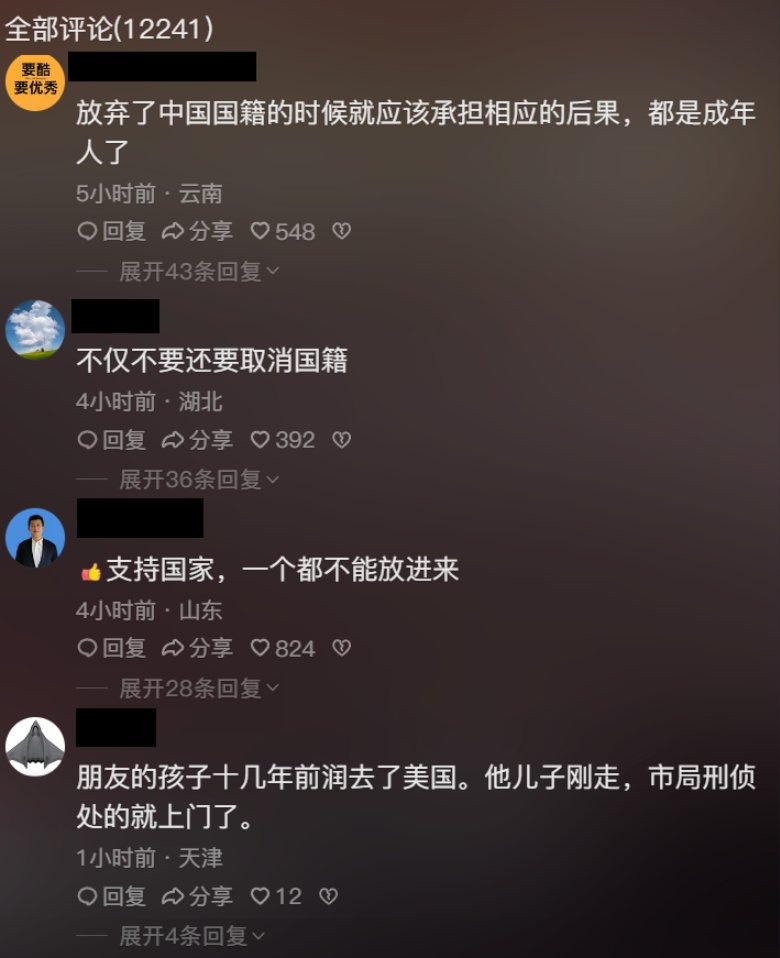 全部评论(12241)
要酷
要优秀
放弃了中国国籍的时候就应该承担相应的后果，都是成年
人了
5小时前 · 云南
回复 分享 548
展开43条回复
不仅不要还要取消国籍
4小时前 · 湖北
回复 分享 392
展开36条回复
👍支持国家，一个都不能放进来
4小时前 · 山东
回复 分享 824
展开28条回复
朋友的孩子十几年前润去了美国。他儿子刚走，市局刑侦
处的就上门了。
1小时前 · 天津
回复 分享 12
展开4条回复